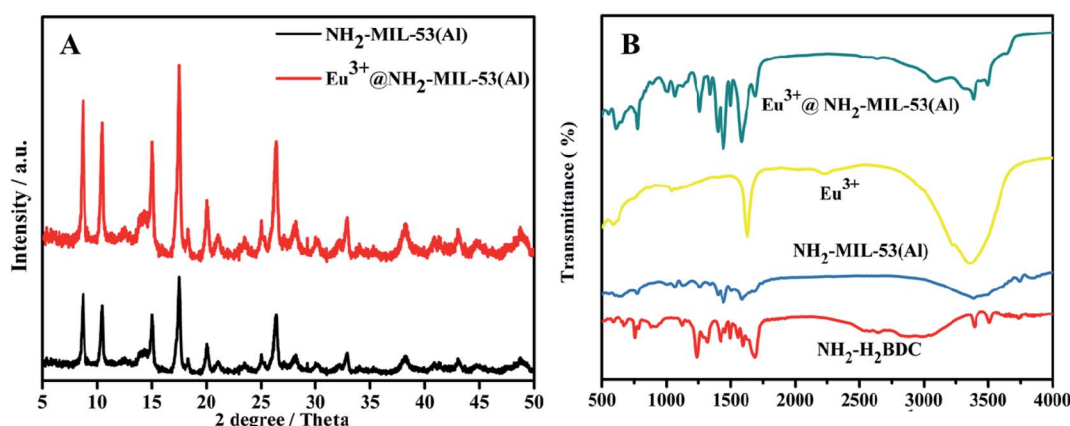 A
NH2-MIL-53(Al)
Eu3+@NH2-MIL-53(Al)
Intensity / a.u.
5 10 15 20 25 30 35 40 45 50
2 degree / Theta
B
Eu3+@ NH2-MIL-53(Al)
Eu3+
NH2-MIL-53(Al)
NH2-H2BDC
Transmittance ( %)
500 1000 1500 2000 2500 3000 3500 4000